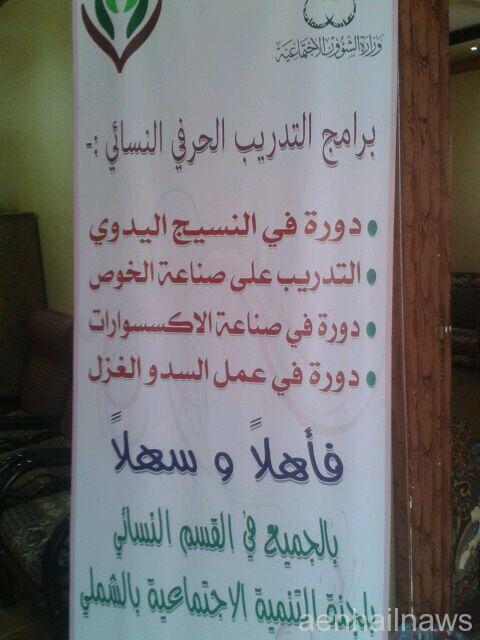 وزارة الشؤون الاجتماعية
برامج التدريب الحرفي النسائي :-
• دورة في النسيج اليدوي
• التدريب على صناعة الخوص
• دورة في صناعة الاكسسوارات
• دورة في عمل السدو الغزل
فأهلاً و سهلاً
بالجميع في القسم النسائي
بلجنة التنمية الاجتماعية بالشملي
aenhailnaws